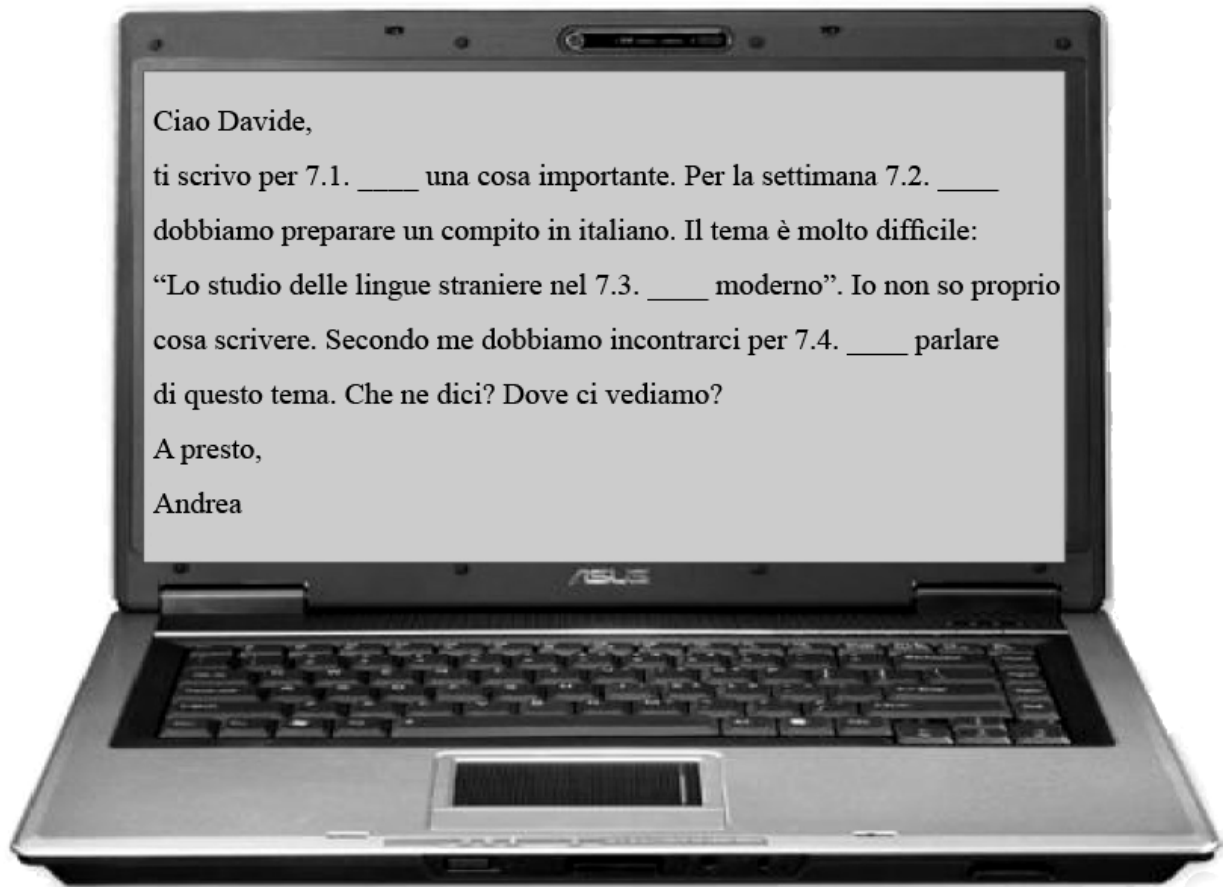 Ciao Davide,
ti scrivo per 7.1. ____ una cosa importante. Per la settimana 7.2. ____
dobbiamo preparare un compito in italiano. Il tema è molto difficile:
“Lo studio delle lingue straniere nel 7.3. ____ moderno”. Io non so proprio
cosa scrivere. Secondo me dobbiamo incontrarci per 7.4. ____ parlare
di questo tema. Che ne dici? Dove ci vediamo?
A presto,
Andrea
ASUS